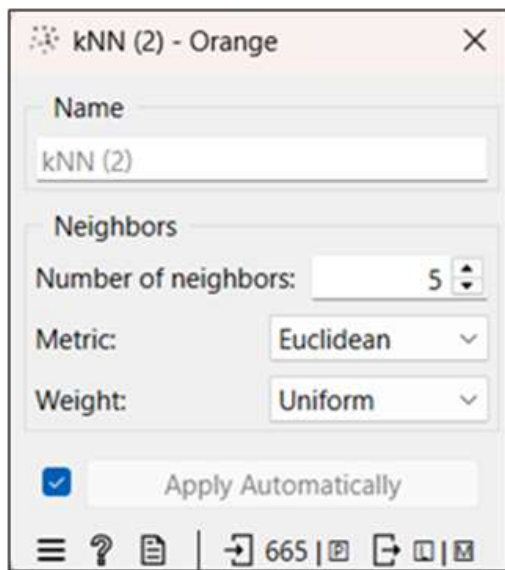 kNN (2) - Orange
Name
kNN (2)
Neighbors
Number of neighbors: 5
Metric: Euclidean
Weight: Uniform
Apply Automatically
665 | P L | M